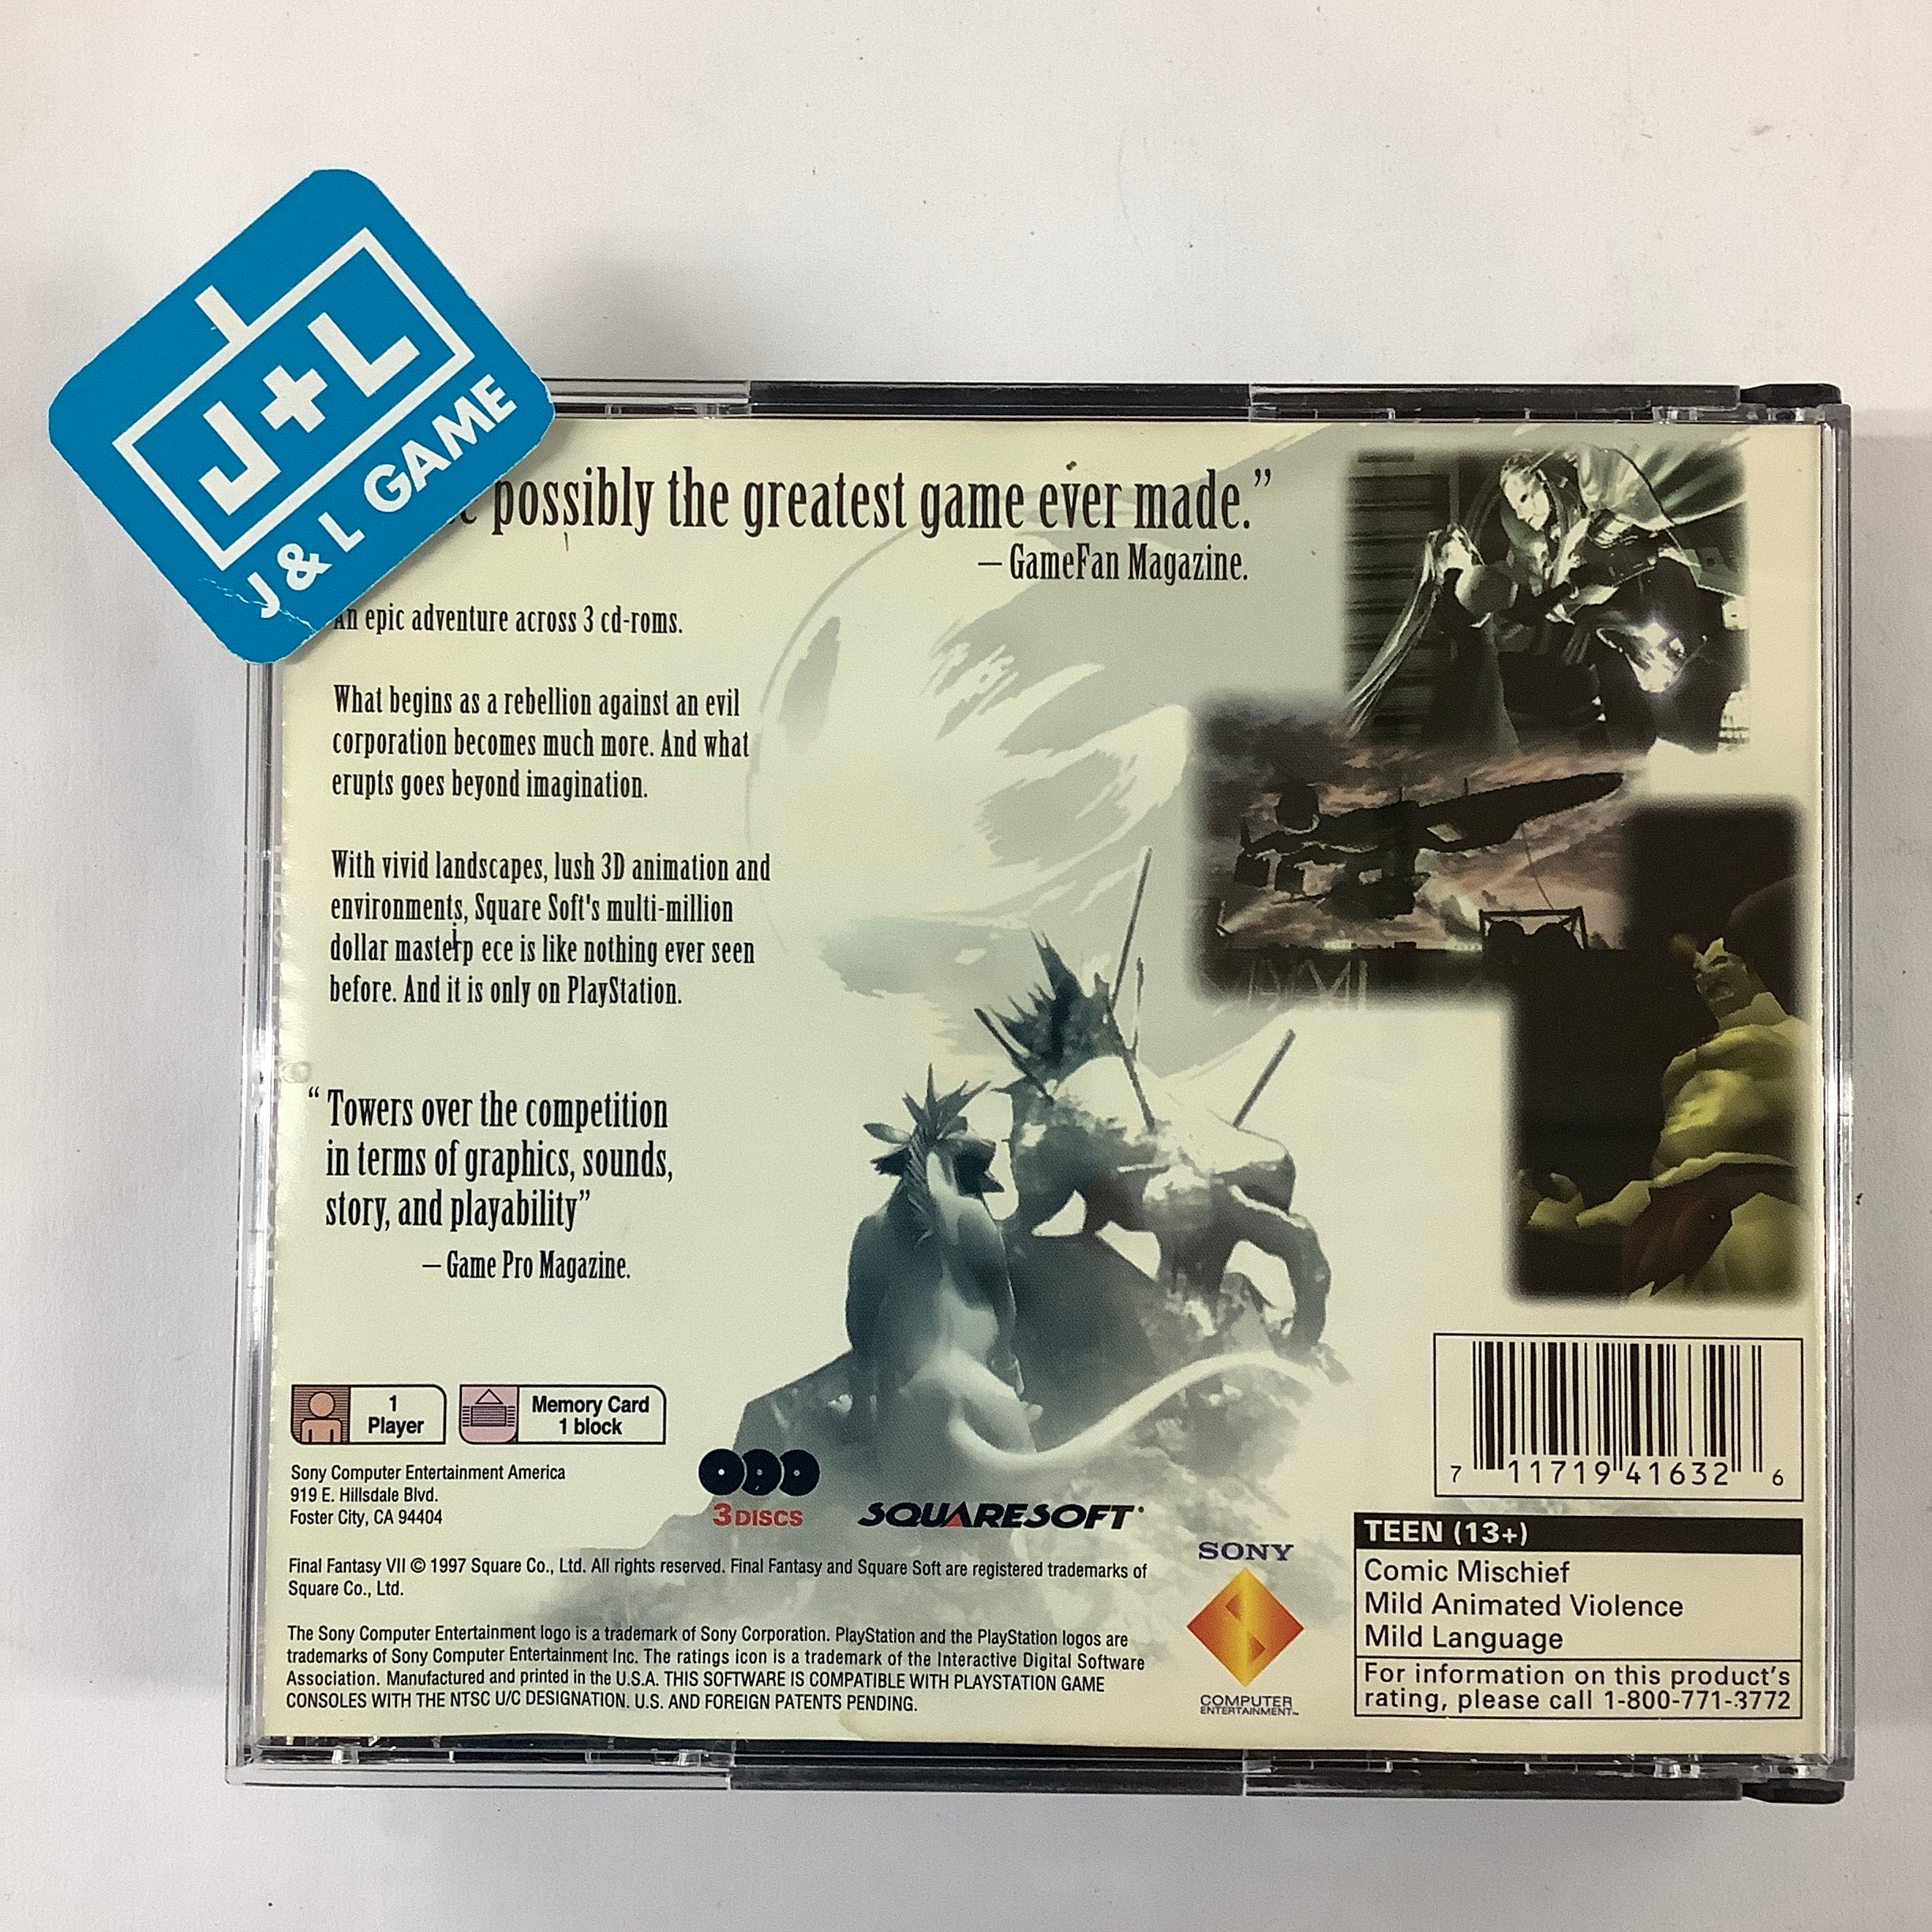 J+L
J & L GAME
possibly the greatest game ever made.”
– GameFan Magazine.
An epic adventure across 3 cd-roms.
What begins as a rebellion against an evil
corporation becomes much more. And what
erupts goes beyond imagination.
With vivid landscapes, lush 3D animation and
environments, Square Soft's multi-million
dollar masterp ece is like nothing ever seen
before. And it is only on PlayStation.
“Towers over the competition
in terms of graphics, sounds,
story, and playability”
– Game Pro Magazine.
1
Player
Memory Card
1 block
Sony Computer Entertainment America
919 E. Hillsdale Blvd.
Foster City, CA 94404
3 DISCS
SQUARESOFT
Final Fantasy VII © 1997 Square Co., Ltd. All rights reserved. Final Fantasy and Square Soft are registered trademarks of
Square Co., Ltd.
The Sony Computer Entertainment logo is a trademark of Sony Corporation. PlayStation and the PlayStation logos are
trademarks of Sony Computer Entertainment Inc. The ratings icon is a trademark of the Interactive Digital Software
Association. Manufactured and printed in the U.S.A. THIS SOFTWARE IS COMPATIBLE WITH PLAYSTATION GAME
CONSOLES WITH THE NTSC U/C DESIGNATION. U.S. AND FOREIGN PATENTS PENDING.
SONY
COMPUTER
ENTERTAINMENT™
7 11719 41632 6
TEEN (13+)
Comic Mischief
Mild Animated Violence
Mild Language
For information on this product's
rating, please call 1-800-771-3772